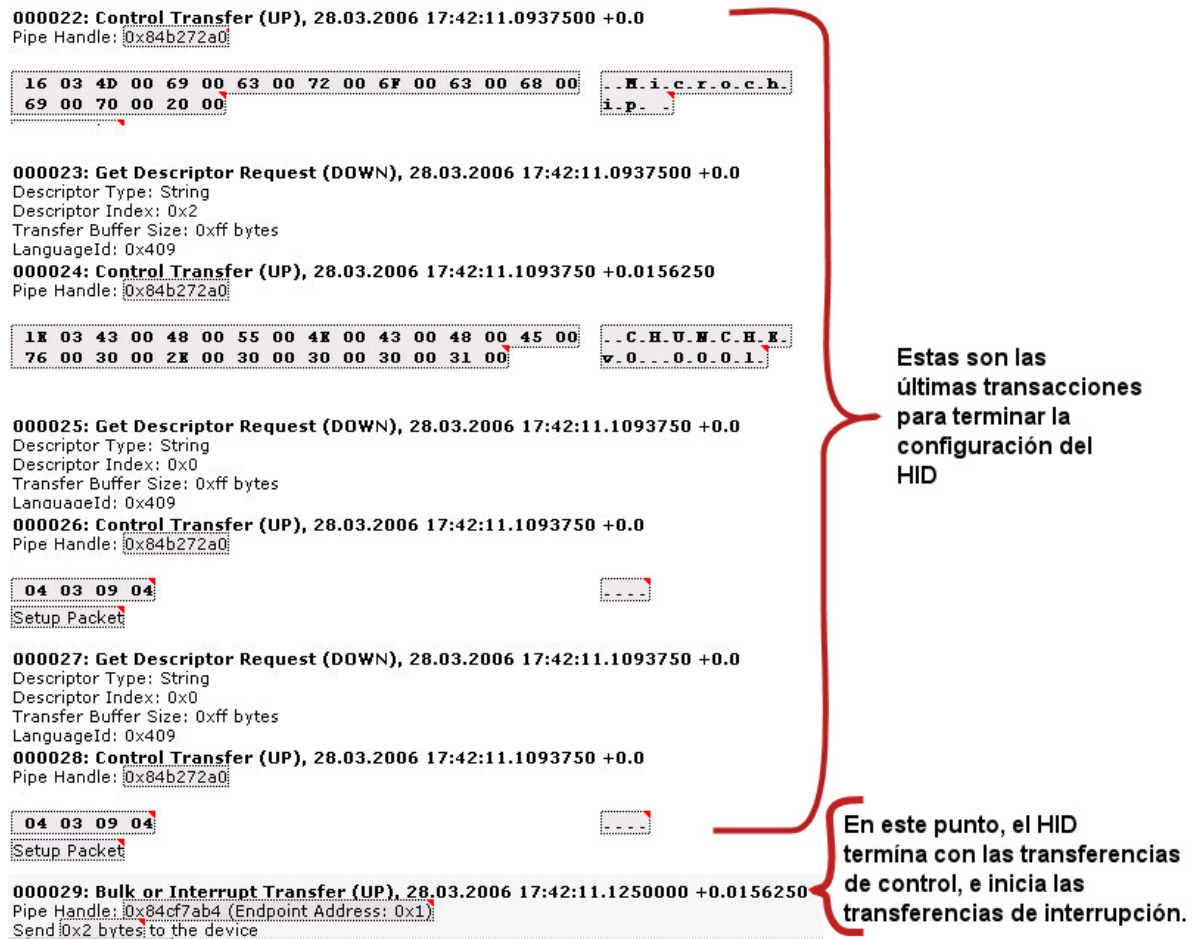 000022: Control Transfer (UP), 28.03.2006 17:42:11.0937500 +0.0
Pipe Handle: 0x84b272a0
16 03 4D 00 69 00 63 00 72 00 6F 00 63 00 68 00 ..M.i.c.r.o.c.h.
69 00 70 00 20 00 i.p. .
000023: Get Descriptor Request (DOWN), 28.03.2006 17:42:11.0937500 +0.0
Descriptor Type: String
Descriptor Index: 0x2
Transfer Buffer Size: 0xff bytes
LanguageId: 0x409
000024: Control Transfer (UP), 28.03.2006 17:42:11.1093750 +0.0156250
Pipe Handle: 0x84b272a0
1E 03 43 00 48 00 55 00 4E 00 43 00 48 00 45 00 ..C.H.U.N.C.H.E.
76 00 30 00 2E 00 30 00 30 00 30 00 31 00 v.0...0.0.0.1.
000025: Get Descriptor Request (DOWN), 28.03.2006 17:42:11.1093750 +0.0
Descriptor Type: String
Descriptor Index: 0x0
Transfer Buffer Size: 0xff bytes
LanguageId: 0x409
000026: Control Transfer (UP), 28.03.2006 17:42:11.1093750 +0.0
Pipe Handle: 0x84b272a0
04 03 09 04 ....
Setup Packet
000027: Get Descriptor Request (DOWN), 28.03.2006 17:42:11.1093750 +0.0
Descriptor Type: String
Descriptor Index: 0x0
Transfer Buffer Size: 0xff bytes
LanguageId: 0x409
000028: Control Transfer (UP), 28.03.2006 17:42:11.1093750 +0.0
Pipe Handle: 0x84b272a0
04 03 09 04 ....
Setup Packet
000029: Bulk or Interrupt Transfer (UP), 28.03.2006 17:42:11.1250000 +0.0156250
Pipe Handle: 0x84cf7ab4 (Endpoint Address: 0x1)
Send 0x2 bytes to the device
Estas son las
últimas transacciones
para terminar la
configuración del
HID
En este punto, el HID
termína con las transferencias
de control, e inicia las
transferencias de interrupción.